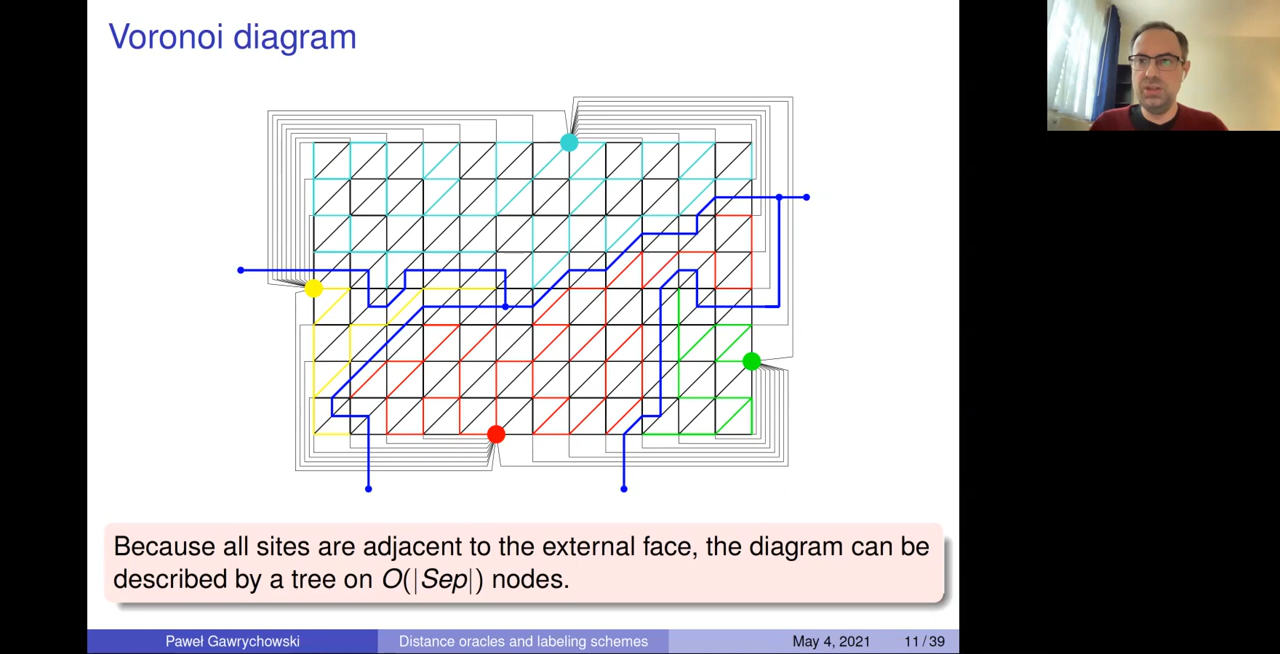 Voronoi diagram
Because all sites are adjacent to the external face, the diagram can be
described by a tree on O(|Sep|) nodes.
Paweł Gawrychowski
Distance oracles and labeling schemes
May 4, 2021
11 / 39